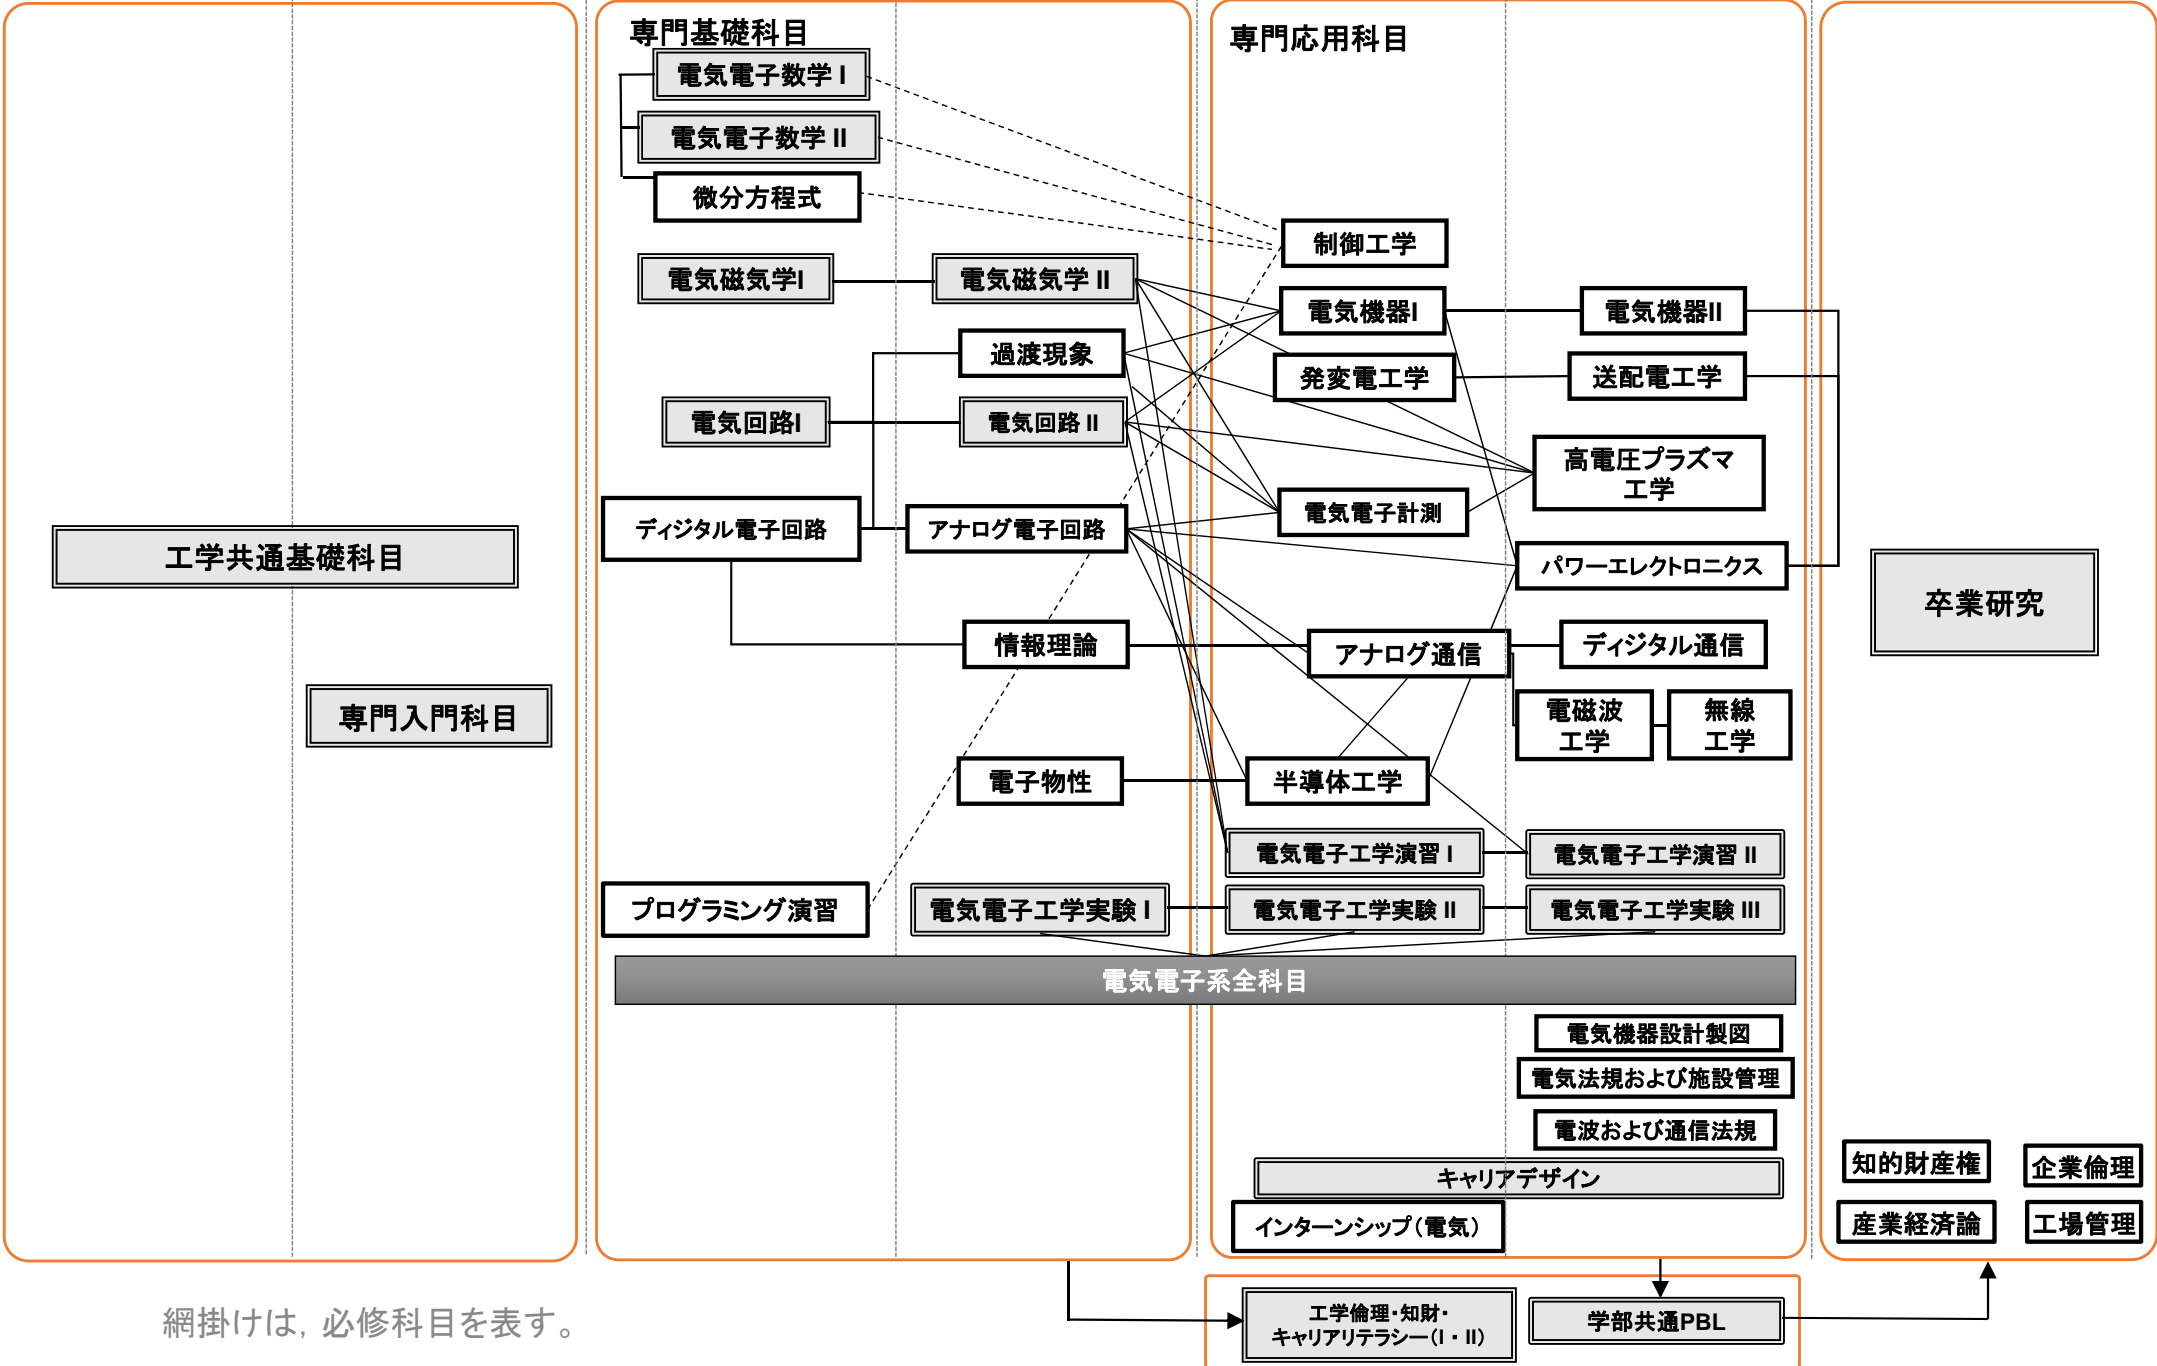 専門基礎科目
専門応用科目
電気電子数学 I
電気電子数学 II
微分方程式
制御工学
電気磁気学I
電気磁気学 II
電気機器I
電気機器II
過渡現象
発変電工学
送配電工学
電気回路I
電気回路 II
高電圧プラズマ
工学
電気電子計測
ディジタル電子回路
アナログ電子回路
工学共通基礎科目
パワーエレクトロニクス
卒業研究
情報理論
アナログ通信
ディジタル通信
専門入門科目
電磁波
工学
無線
工学
電子物性
半導体工学
電気電子工学演習 I
電気電子工学演習 II
プログラミング演習
電気電子工学実験 I
電気電子工学実験 II
電気電子工学実験 III
電気電子系全科目
電気機器設計製図
電気法規および施設管理
電波および通信法規
知的財産権
企業倫理
キャリアデザイン
インターンシップ(電気)
産業経済論
工場管理
網掛けは，必修科目を表す。
工学倫理・知財・
キャリアリテラシー(I・II)
学部共通PBL